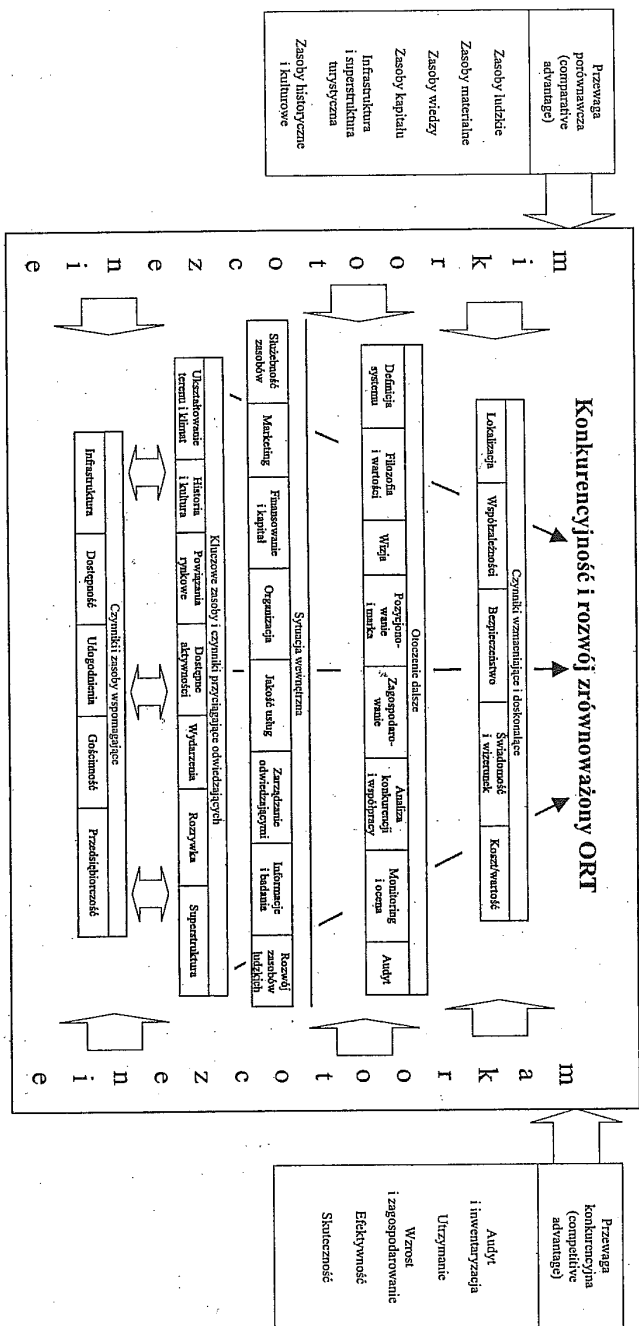 Przewaga
porównawcza
(comparative
advantage)
Zasoby ludzkie
Zasoby materialne
Zasoby wiedzy
Zasoby kapitału
Infrastruktura
i superstruktura
turystyczna
Zasoby historyczne
i kulturowe
m i k r o o t o c z e n i e
Konkurencyjność i rozwój zrównoważony ORT
Czynniki wzmacniające i doskonalące
Lokalizacja
Współzależności
Bezpieczeństwo
Świadomość
i wizerunek
Koszt/wartość
Otoczenie dalsze
Definicja
systemu
Filozofia
i wartości
Wizja
Pozycjono-
wanie
i marka
Zagospodaro-
wanie
Analiza
konkurencji
i współpracy
Monitoring
i ocena
Audyt
Sytuacja wewnętrzna
Służebność
zasobów
Marketing
Finansowanie
i kapitał
Organizacja
Jakość usług
Zarządzanie
odwiedzającymi
Informacje
i badania
Rozwój
zasobów
ludzkich
Kluczowe zasoby i czynniki przyciągające odwiedzających
Ukształtowanie
terenu i klimat
Historia
i kultura
Powiązania
rynkowe
Dostępne
aktywności
Wydarzenia
Rozrywka
Superstruktura
Czynniki i zasoby wspomagające
Infrastruktura
Dostępność
Udogodnienia
Gościnność
Przedsiębiorczość
m a k r o o t o c z e n i e
Przewaga
konkurencyjna
(competitive
advantage)
Audyt
i inwentaryzacja
Utrzymanie
Wzrost
i zagospodarowanie
Efektywność
Skuteczność